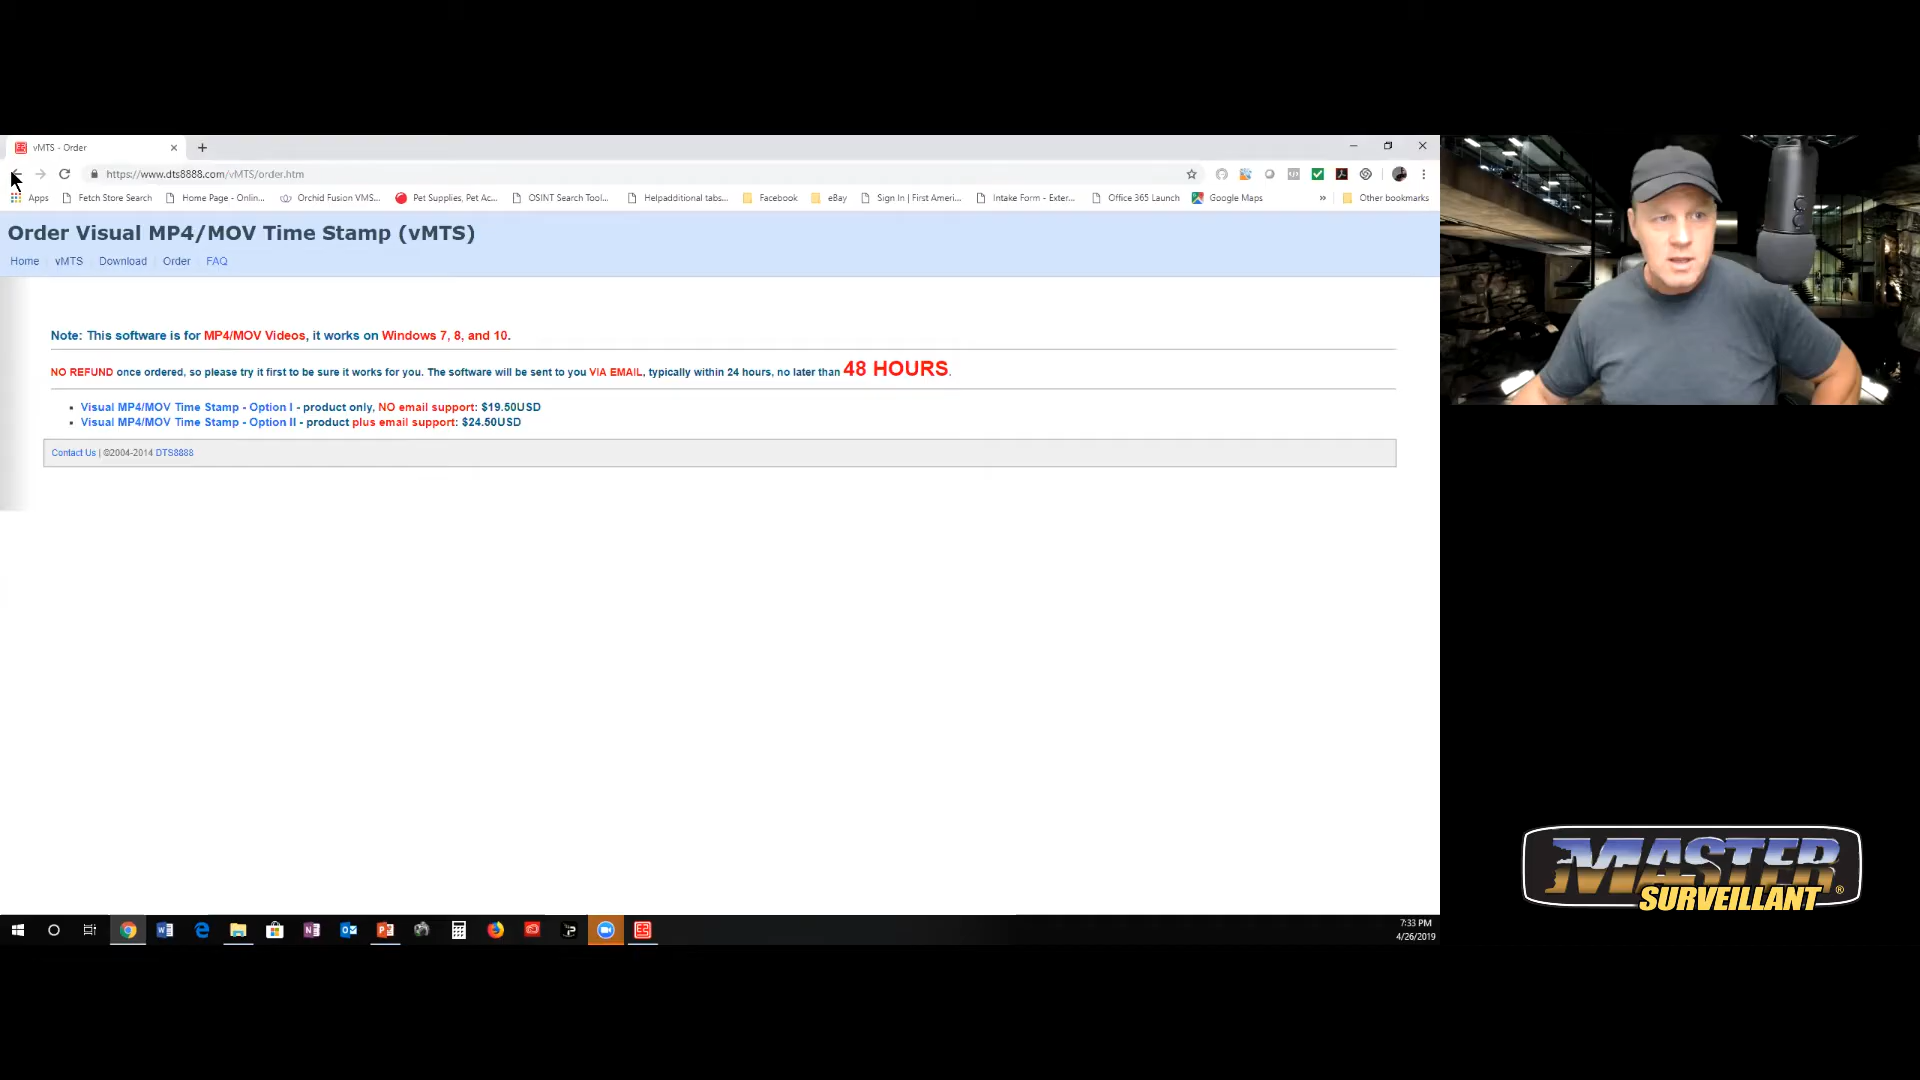 vMTS - Order
https://www.dts8888.com/vMTS/order.htm
Apps Fetch Store Search Home Page - Onlin... Orchid Fusion VMS... Pet Supplies, Pet Ac... OSINT Search Tool... Helpadditional tabs... Facebook eBay Sign In | First Ameri... Intake Form - Exter... Office 365 Launch Google Maps » Other bookmarks
Order Visual MP4/MOV Time Stamp (vMTS)
Home vMTS Download Order FAQ
Note: This software is for MP4/MOV Videos, it works on Windows 7, 8, and 10.
NO REFUND once ordered, so please try it first to be sure it works for you. The software will be sent to you VIA EMAIL, typically within 24 hours, no later than 48 HOURS.
• Visual MP4/MOV Time Stamp - Option I - product only, NO email support: $19.50USD
• Visual MP4/MOV Time Stamp - Option II - product plus email support: $24.50USD
Contact Us | ©2004-2014 DTS8888
MASTER
SURVEILLANT ®
7:33 PM
4/26/2019